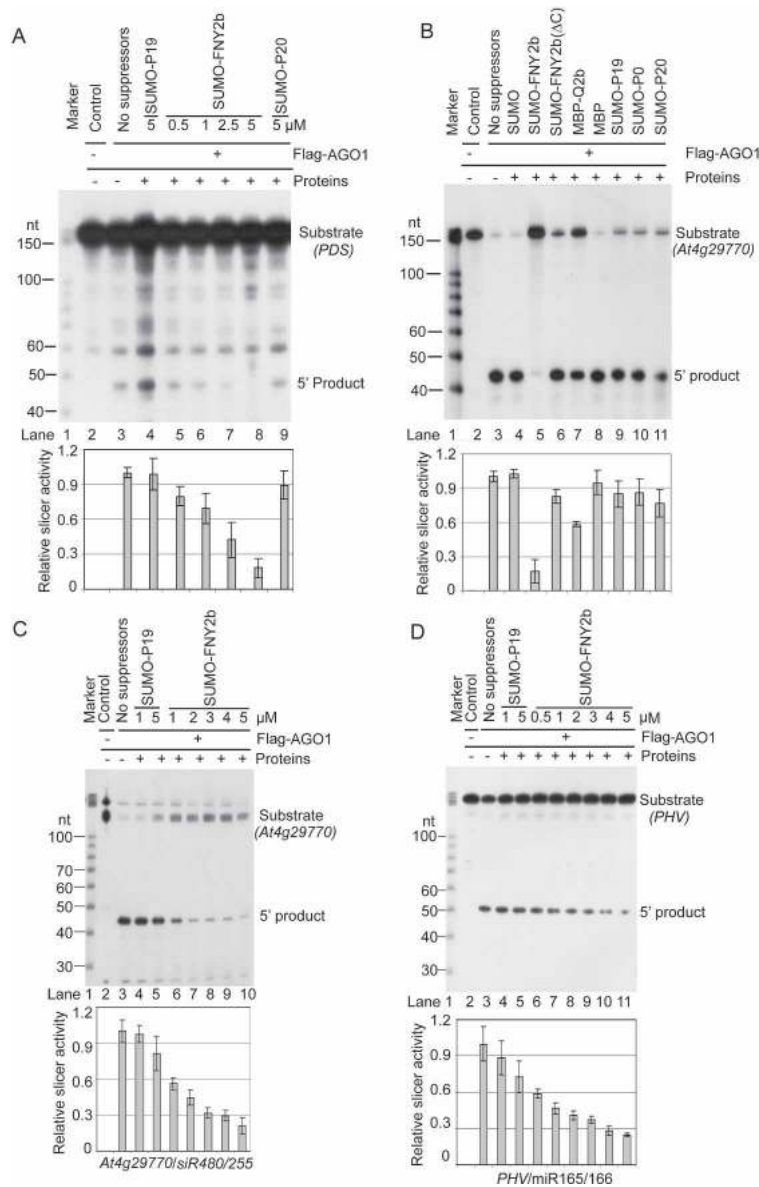 A
Marker
Control
No suppressors
SUMO-P19
SUMO-FNY2b
SUMO-P20
5 0.5 1 2.5 5 5 µM
- + Flag-AGO1
- - + + + + + + Proteins
nt
150
100
60
50
40
Substrate
(PDS)
5' Product
Lane 1 2 3 4 5 6 7 8 9
Relative slicer activity
1.2
0.9
0.6
0.3
0
B
Marker
Control
No suppressors
SUMO
SUMO-FNY2b
SUMO-FNY2b(ΔC)
MBP-Q2b
MBP
SUMO-P19
SUMO-P0
SUMO-P20
- + Flag-AGO1
- - + + + + + + + + Proteins
nt
150
100
60
50
40
Substrate
(At4g29770)
5' product
Lane 1 2 3 4 5 6 7 8 9 10 11
Relative slicer activity
1.2
0.9
0.6
0.3
0
C
Marker
Control
No suppressors
SUMO-P19
SUMO-FNY2b
1 5 1 2 3 4 5 µM
- + Flag-AGO1
- - + + + + + + + Proteins
nt
100
70
60
50
40
30
Substrate
(At4g29770)
5' product
Lane 1 2 3 4 5 6 7 8 9 10
Relative slicer activity
1.2
0.9
0.6
0.3
0
At4g29770/siR480/255
D
Marker
Control
No suppressors
SUMO-P19
SUMO-FNY2b
1 5 0.5 1 2 3 4 5 µM
- + Flag-AGO1
- - + + + + + + + + Proteins
nt
100
60
50
40
30
Substrate
(PHV)
5' product
Lane 1 2 3 4 5 6 7 8 9 10 11
Relative slicer activity
1.2
0.9
0.6
0.3
0
PHV/miR165/166